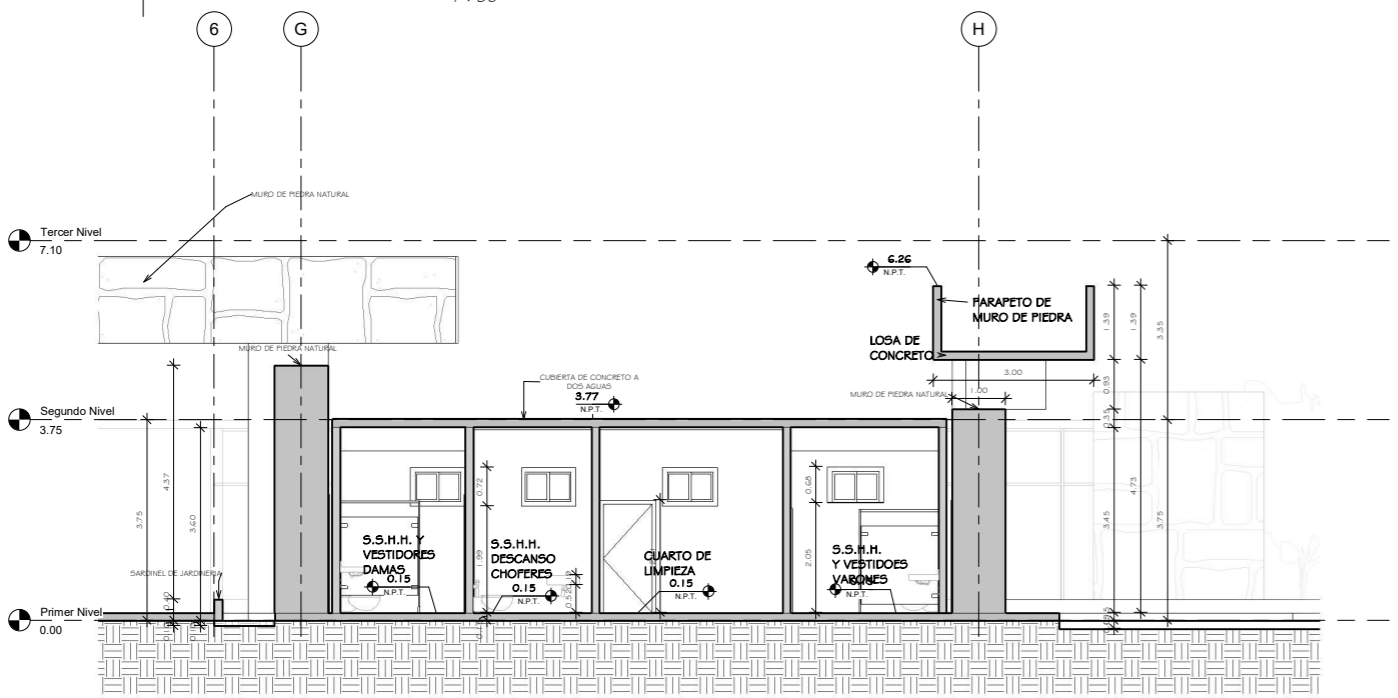 6
G
H
MURO DE PIEDRA NATURAL
Tercer Nivel
7.10
6.26
N.P.T.
PARAPETO DE
MURO DE PIEDRA
1.39
1.39
3.35
MURO DE PIEDRA NATURAL
LOSA DE
CONCRETO
3.00
0.93
CUBIERTA DE CONCRETO A
DOS AGUAS
3.77
N.P.T.
MURO DE PIEDRA NATURAL
1.00
0.35
Segundo Nivel
3.75
4.37
3.75
3.60
0.72
0.68
4.73
3.45
3.75
1.99
2.05
S.S.H.H. Y
VESTIDORES
DAMAS
0.15
N.P.T.
S.S.H.H.
DESCANSO
CHOFERES
0.15
N.P.T.
CUARTO DE
LIMPIEZA
0.15
N.P.T.
S.S.H.H.
Y VESTIDOES
VARONES
N.P.T.
SARDINEL DE JARDINERIA
0.40
Primer Nivel
0.00